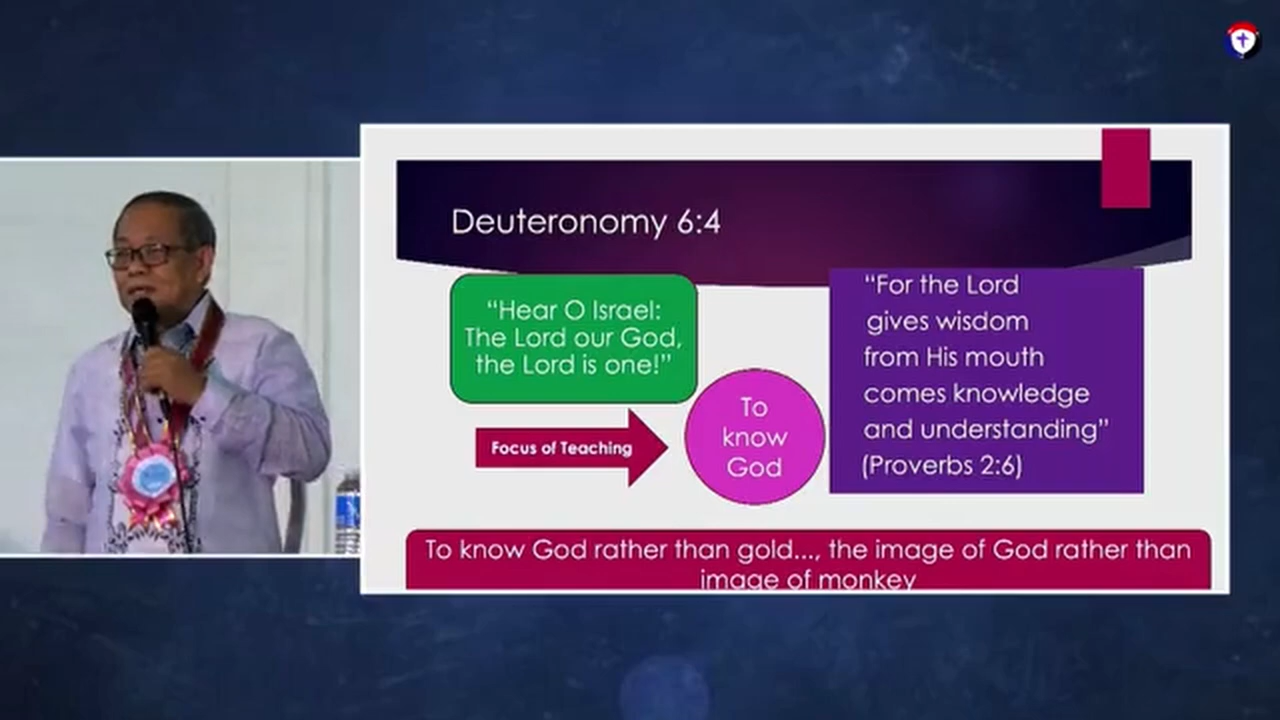 Deuteronomy 6:4
“Hear O Israel:
The Lord our God,
the Lord is one!”
Focus of Teaching
To
know
God
“For the Lord
gives wisdom
from His mouth
comes knowledge
and understanding”
(Proverbs 2:6)
To know God rather than gold..., the image of God rather than
image of monkey